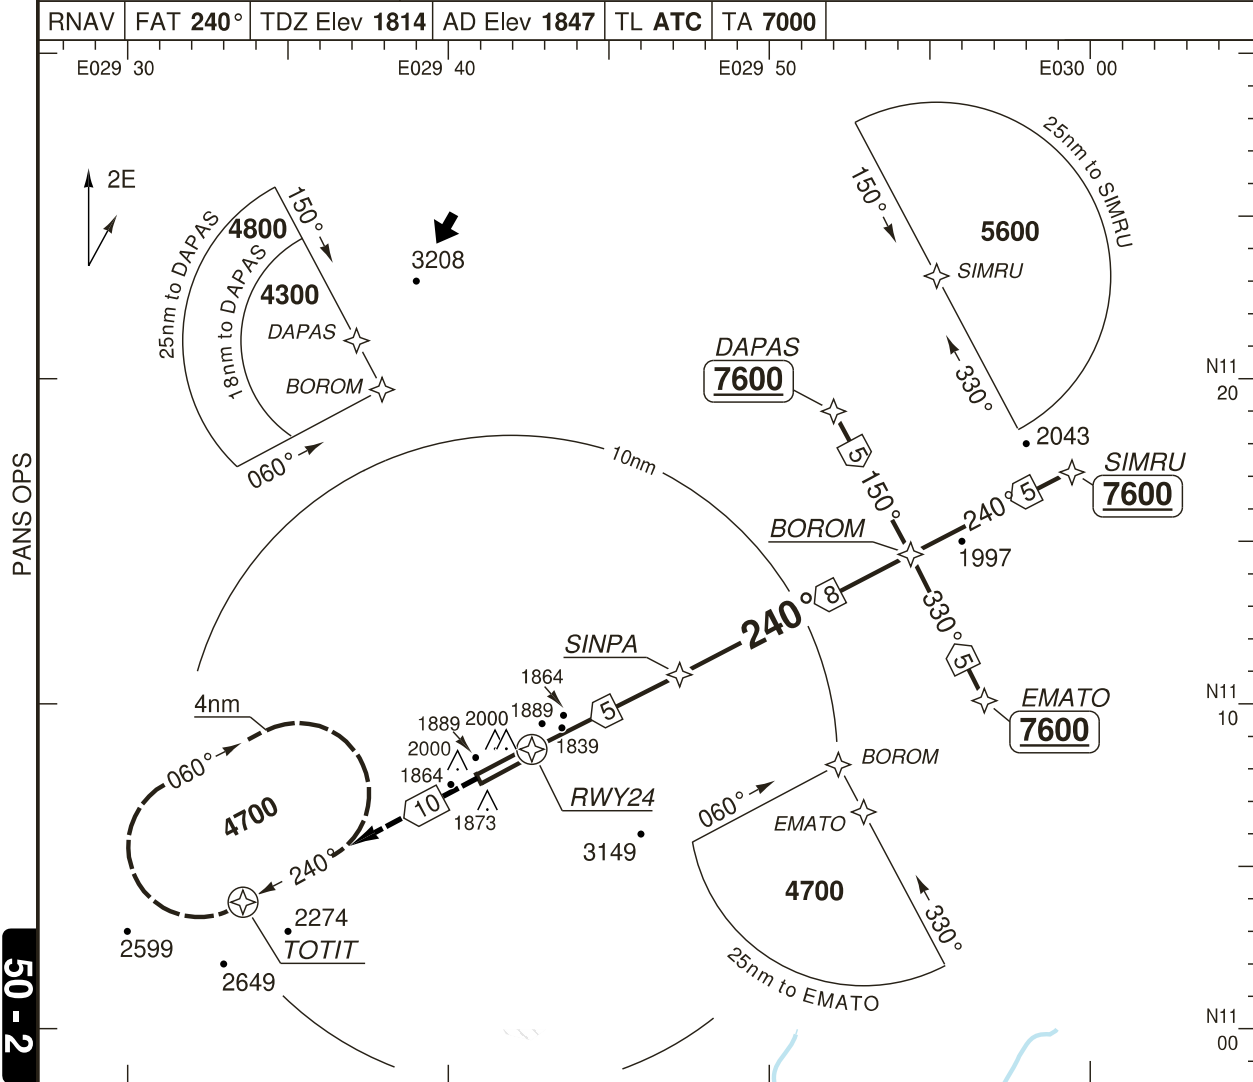 RNAV FAT 240° TDZ Elev 1814 AD Elev 1847 TL ATC TA 7000
E029 30 E029 40 E029 50 E030 00
2E
150°
4800
25nm to DAPAS
18nm to DAPAS
4300
DAPAS
BOROM
060°
3208
25nm to SIMRU
150°
5600
SIMRU
330°
N11
20
DAPAS
7600
5
150°
2043
SIMRU
7600
5
240°
BOROM
1997
10nm
8
240°
330°
5
EMATO
7600
PANS OPS
SINPA
1864
1889
2000
1889
2000
1864
5
1839
RWY24
1873
10
N11
10
4nm
060°
4700
240°
3149
BOROM
060°
EMATO
4700
330°
25nm to EMATO
2274
TOTIT
2599
2649
50 - 2
N11
00